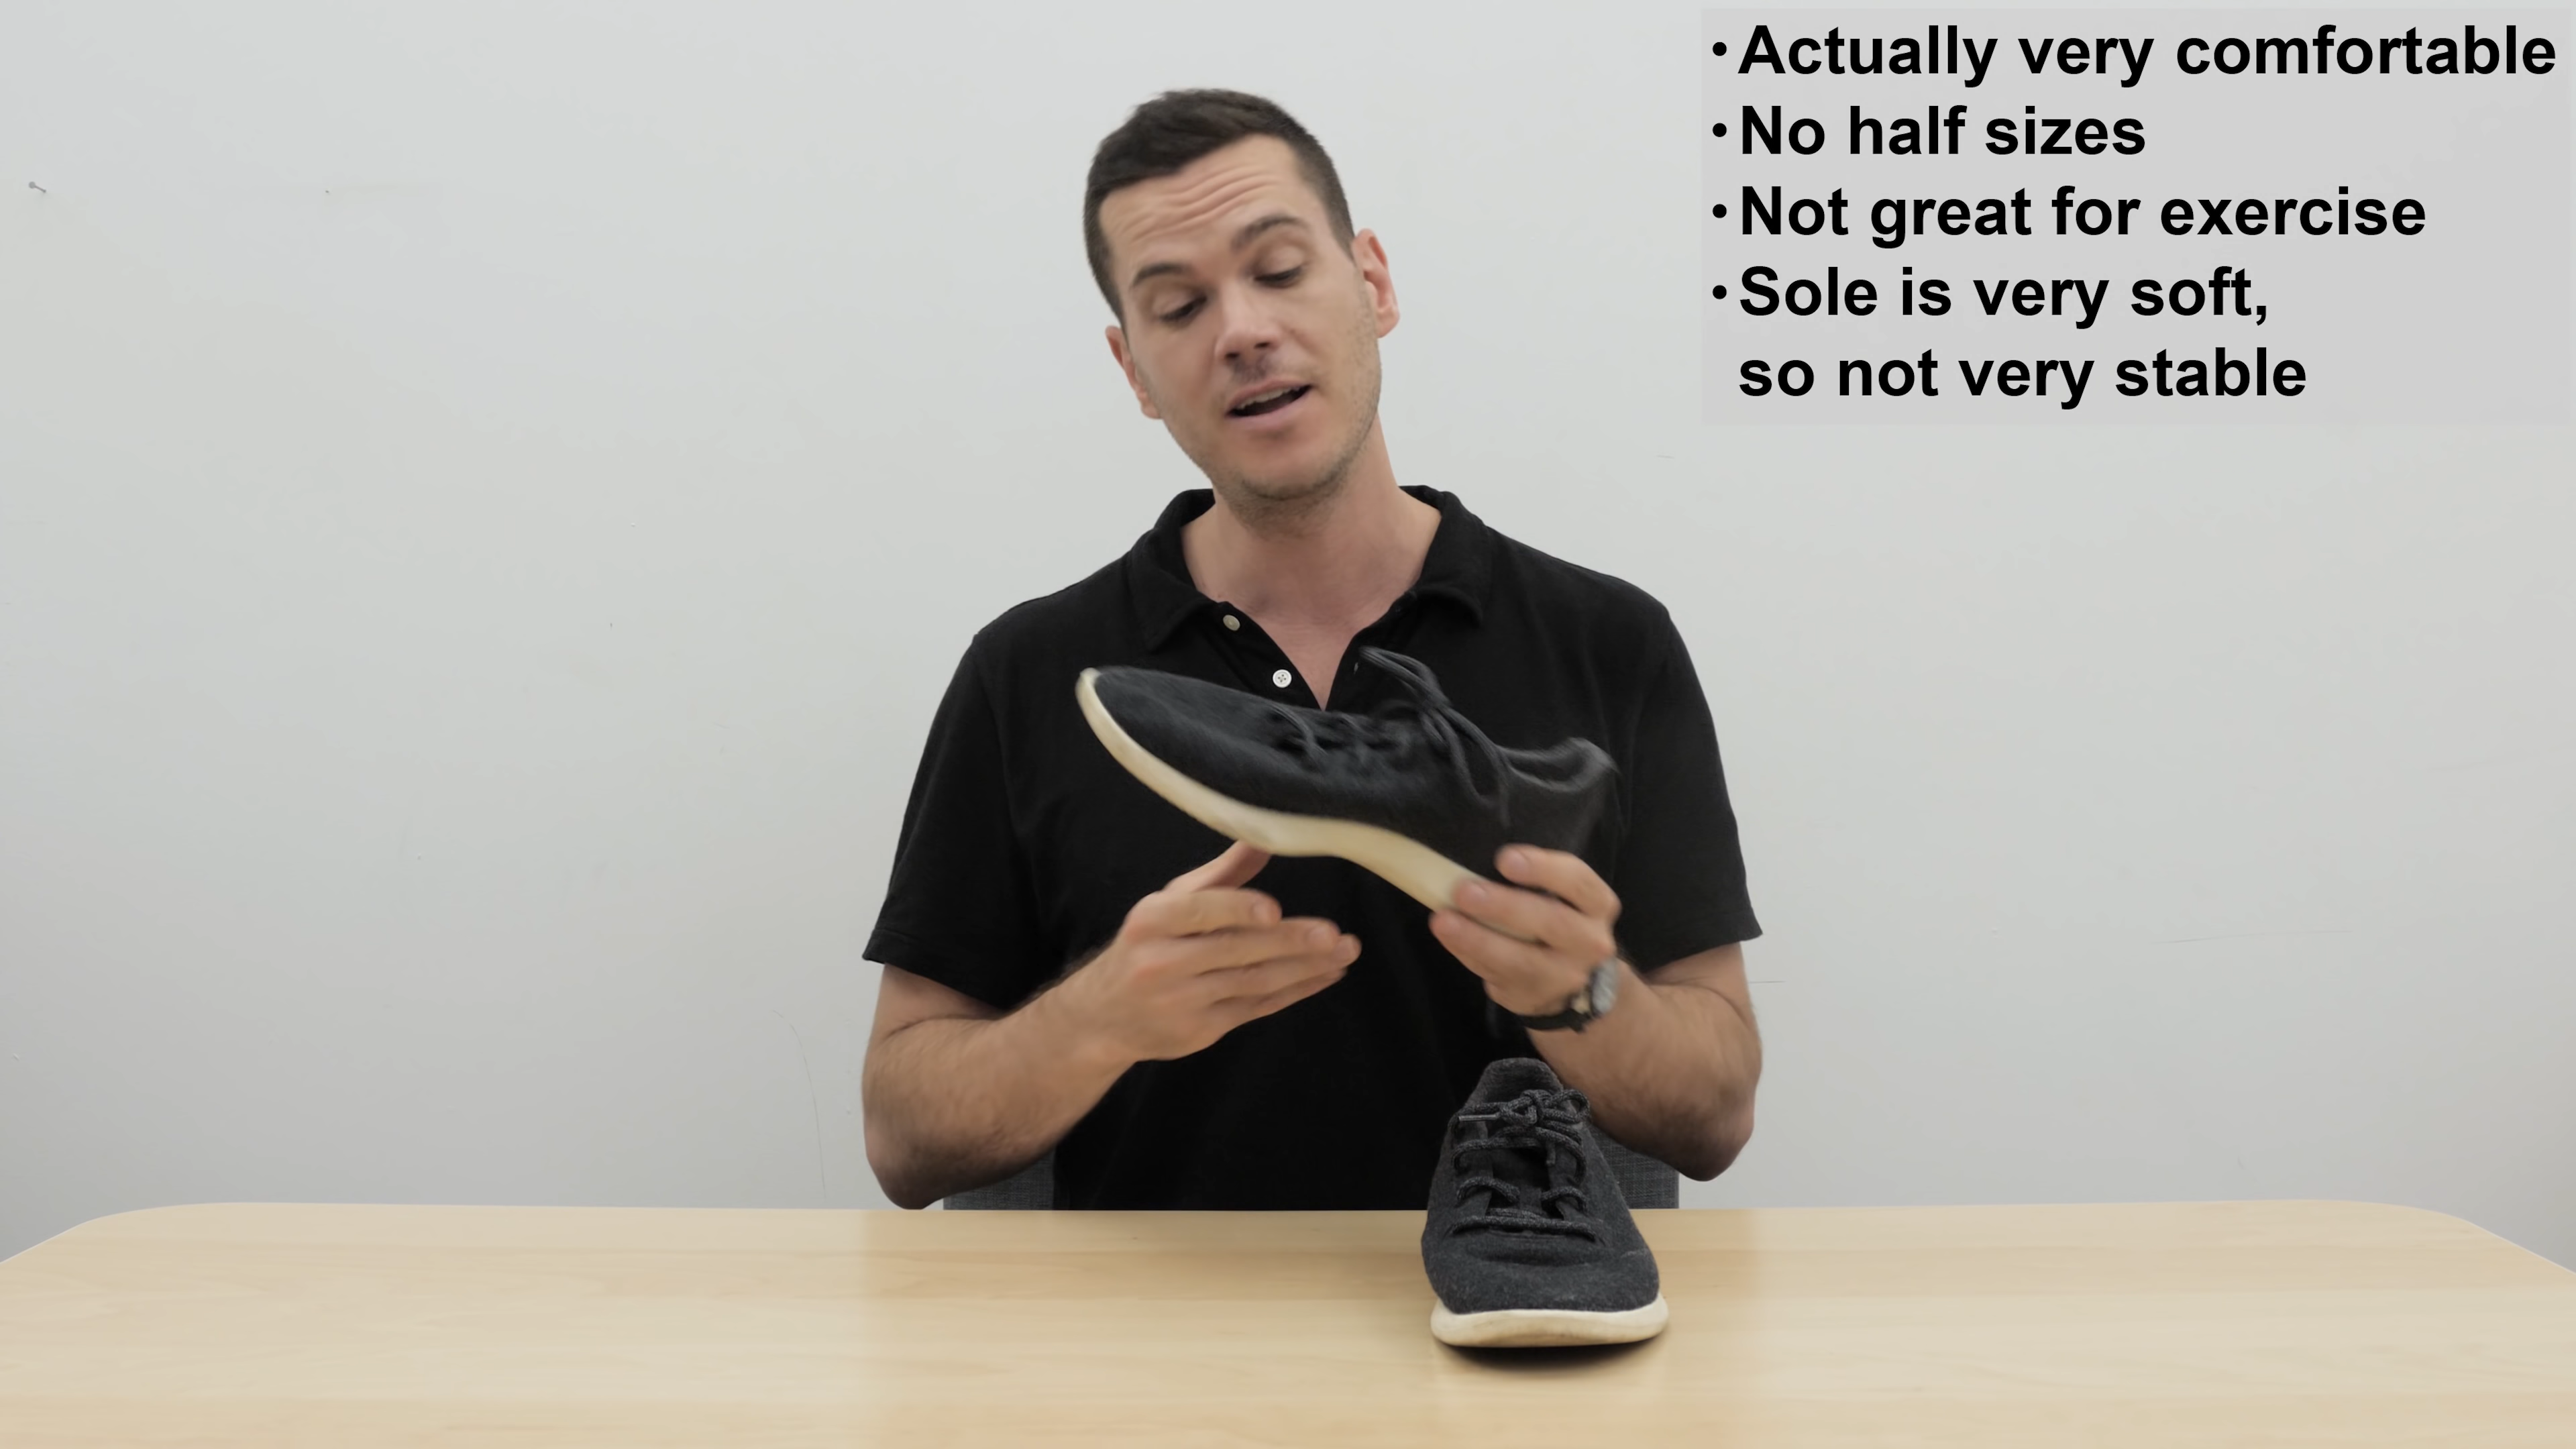 • Actually very comfortable
• No half sizes
• Not great for exercise
• Sole is very soft,
so not very stable